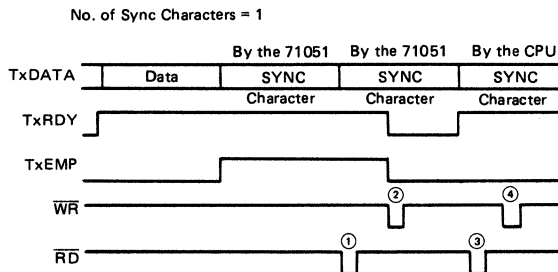 No. of Sync Characters = 1
By the 71051 By the 71051 By the CPU
TxDATA Data SYNC SYNC SYNC
Character Character Character
TxRDY
TxEMP
② ④
WR
① ③
RD